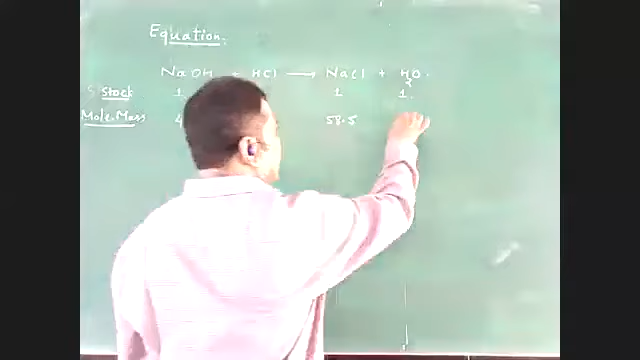 Equation.
NaOH + HCl ⟶ NaCl + H₂O.
Stock 1 1 1.
Mole. Mass 4 58.5